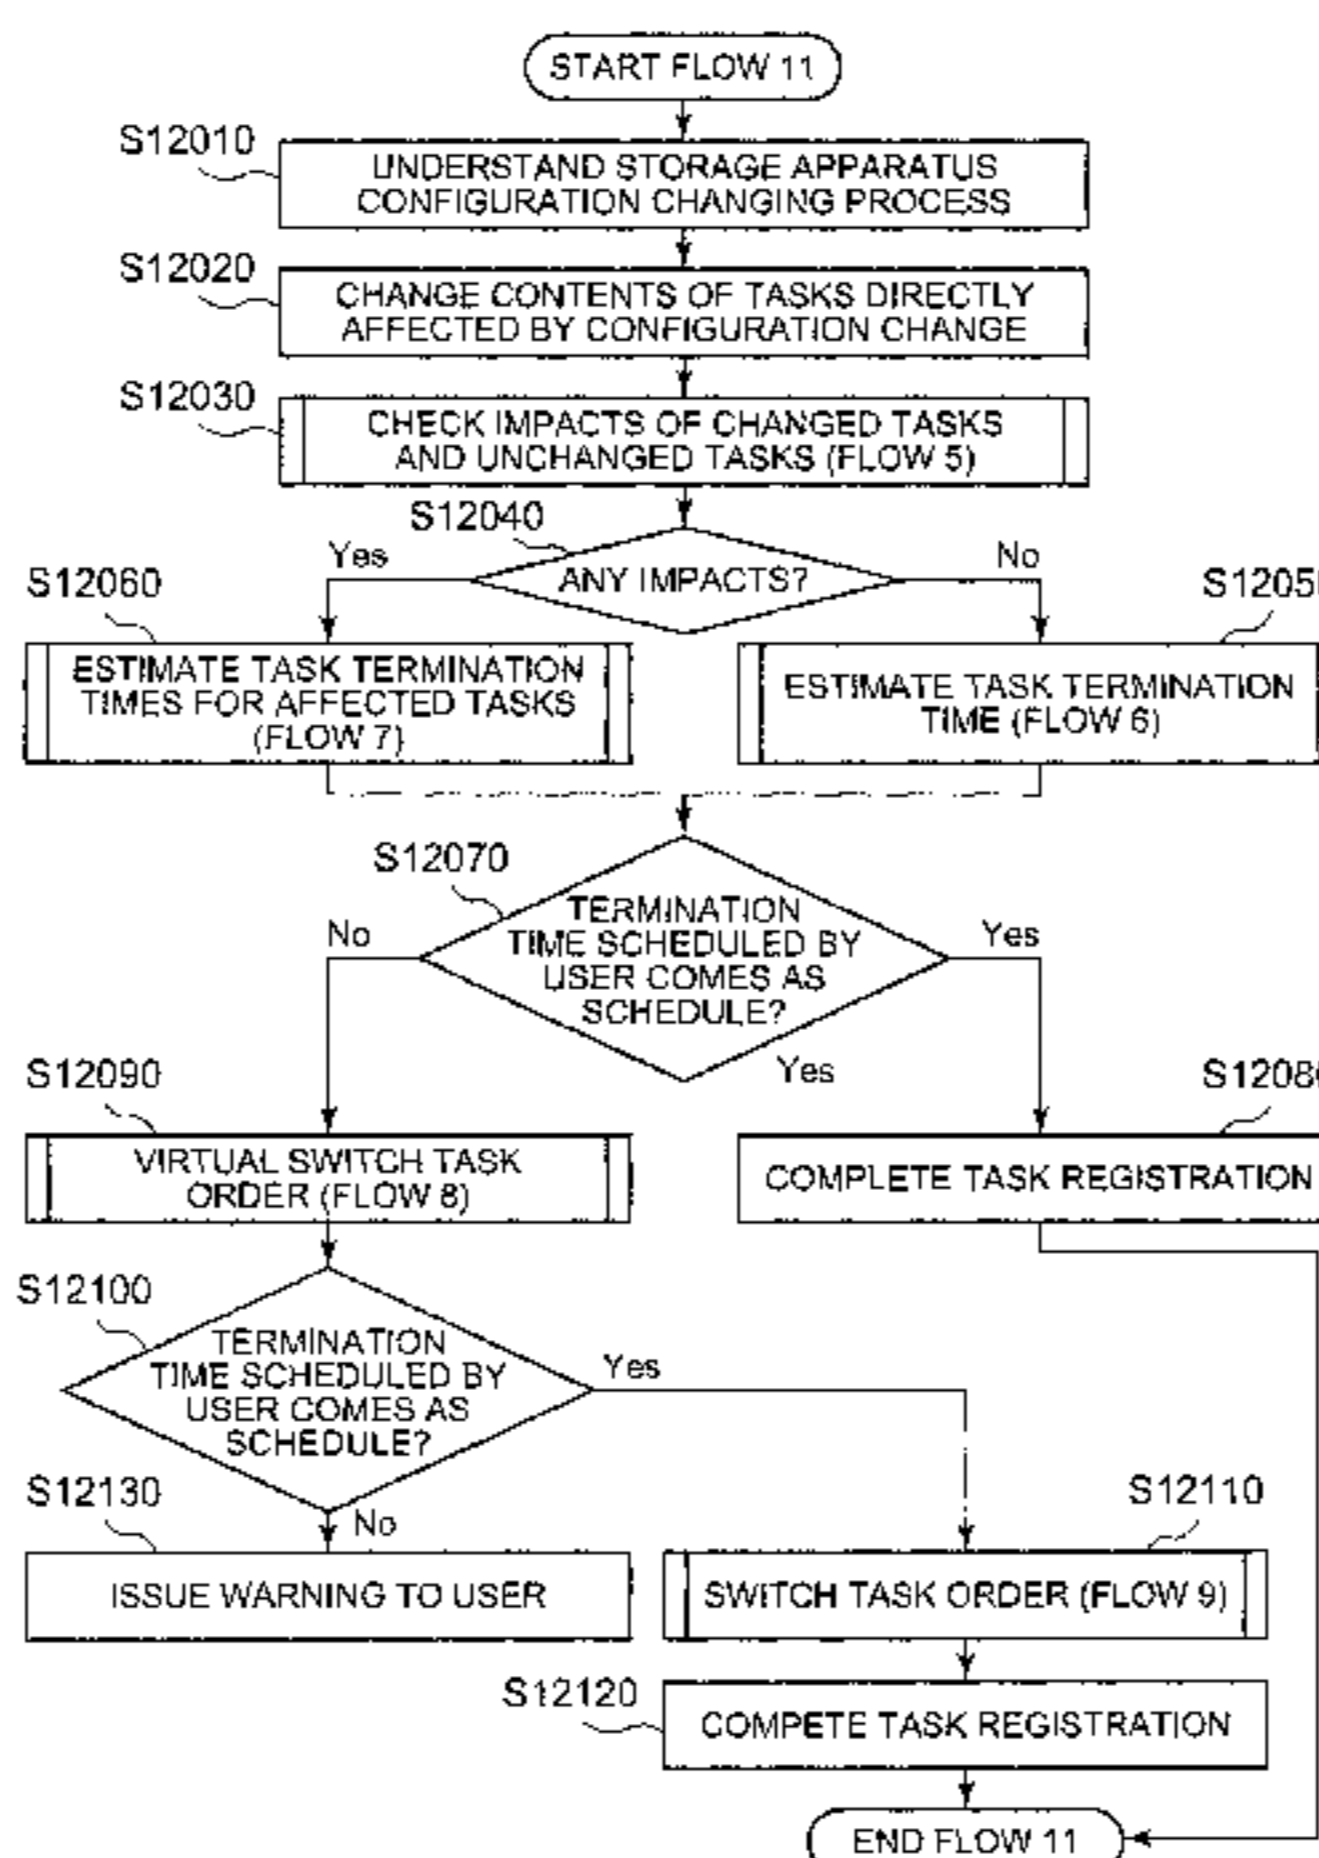 START FLOW 11
S12010
UNDERSTAND STORAGE APPARATUS
CONFIGURATION CHANGING PROCESS
S12020
CHANGE CONTENTS OF TASKS DIRECTLY
AFFECTED BY CONFIGURATION CHANGE
S12030
CHECK IMPACTS OF CHANGED TASKS
AND UNCHANGED TASKS (FLOW 5)
S12040
ANY IMPACTS?
Yes
No
S12060
ESTIMATE TASK TERMINATION
TIMES FOR AFFECTED TASKS
(FLOW 7)
S1205
ESTIMATE TASK TERMINATION
TIME (FLOW 6)
S12070
TERMINATION
TIME SCHEDULED BY
USER COMES AS
SCHEDULE?
No
Yes
Yes
S12090
VIRTUAL SWITCH TASK
ORDER (FLOW 8)
S1208
COMPLETE TASK REGISTRATION
S12100
TERMINATION
TIME SCHEDULED BY
USER COMES AS
SCHEDULE?
Yes
No
S12130
ISSUE WARNING TO USER
S12110
SWITCH TASK ORDER (FLOW 9)
S12120
COMPETE TASK REGISTRATION
END FLOW 11